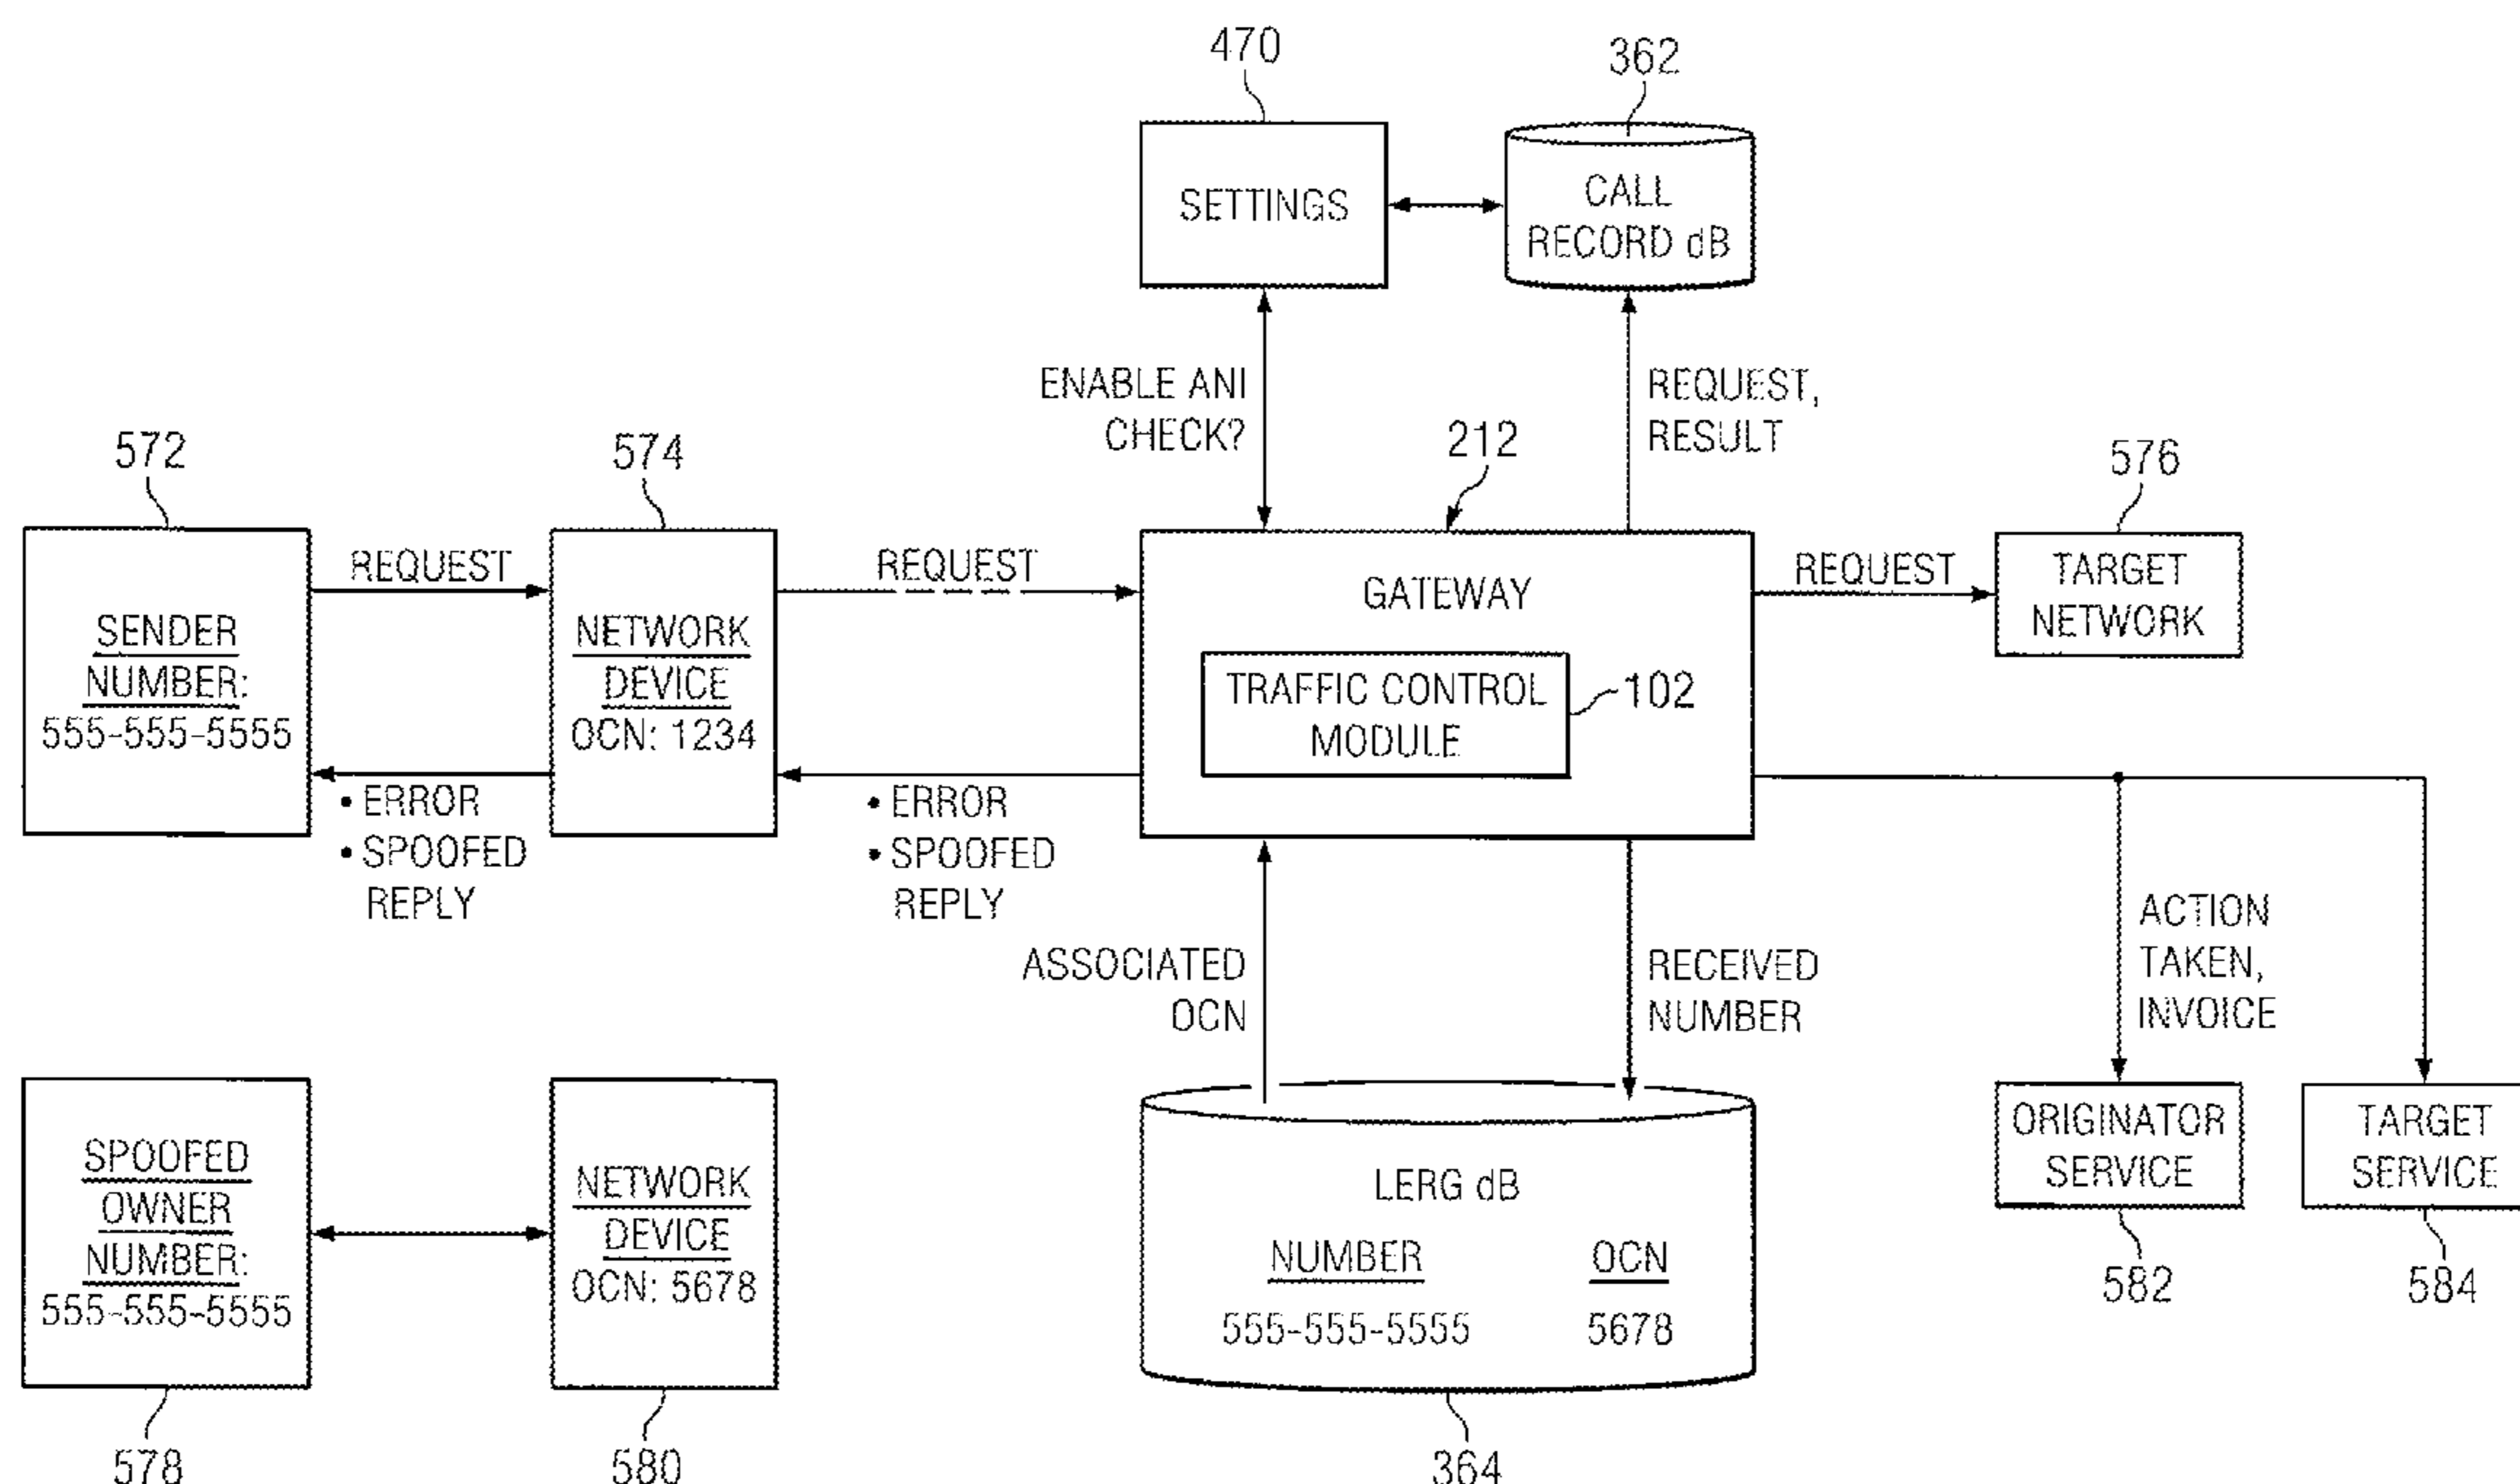 470
362
SETTINGS
CALL
RECORD dB
ENABLE ANI
CHECK?
REQUEST,
RESULT
572
574
212
576
REQUEST
REQUEST
REQUEST
SENDER
NUMBER:
555-555-5555
NETWORK
DEVICE
OCN: 1234
GATEWAY
TRAFFIC CONTROL
MODULE
102
TARGET
NETWORK
• ERROR
• SPOOFED
REPLY
• ERROR
• SPOOFED
REPLY
ASSOCIATED
OCN
RECEIVED
NUMBER
ACTION
TAKEN,
INVOICE
SPOOFED
OWNER
NUMBER:
555-555-5555
NETWORK
DEVICE
OCN: 5678
LERG dB
NUMBER OCN
555-555-5555 5678
ORIGINATOR
SERVICE
TARGET
SERVICE
582
584
578
580
364